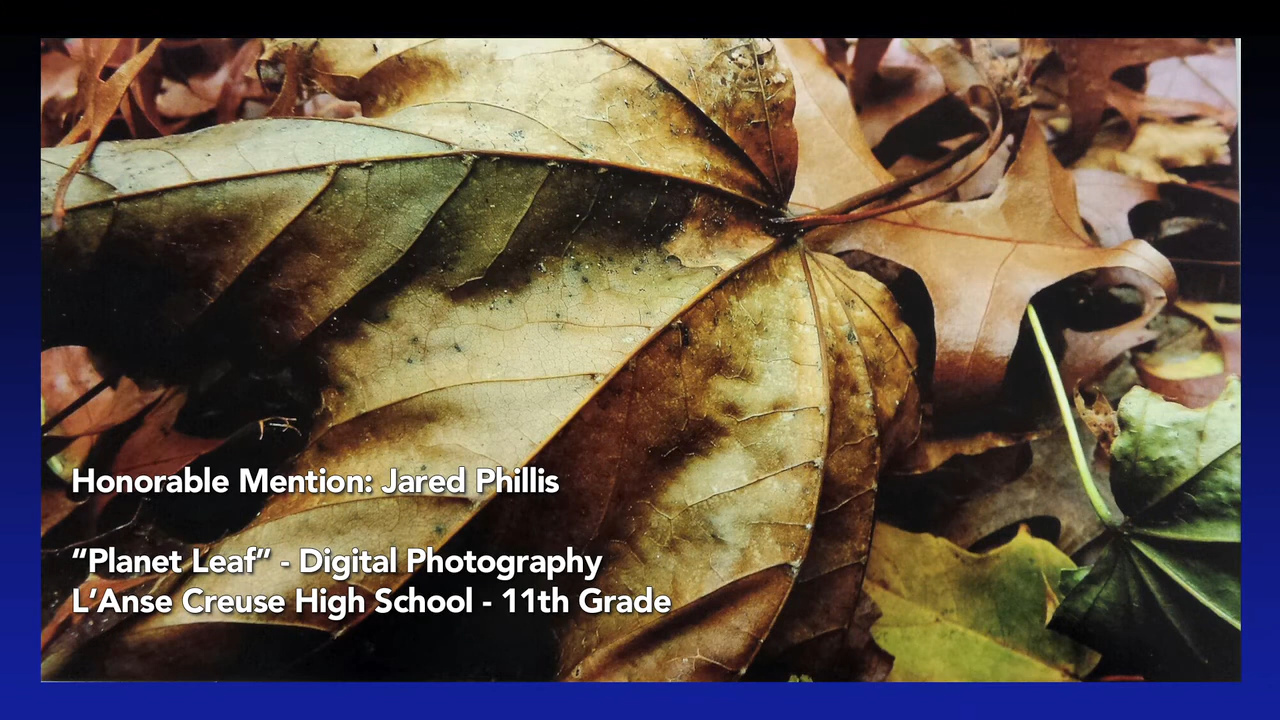 Honorable Mention: Jared Phillis
“Planet Leaf” - Digital Photography
L’Anse Creuse High School - 11th Grade